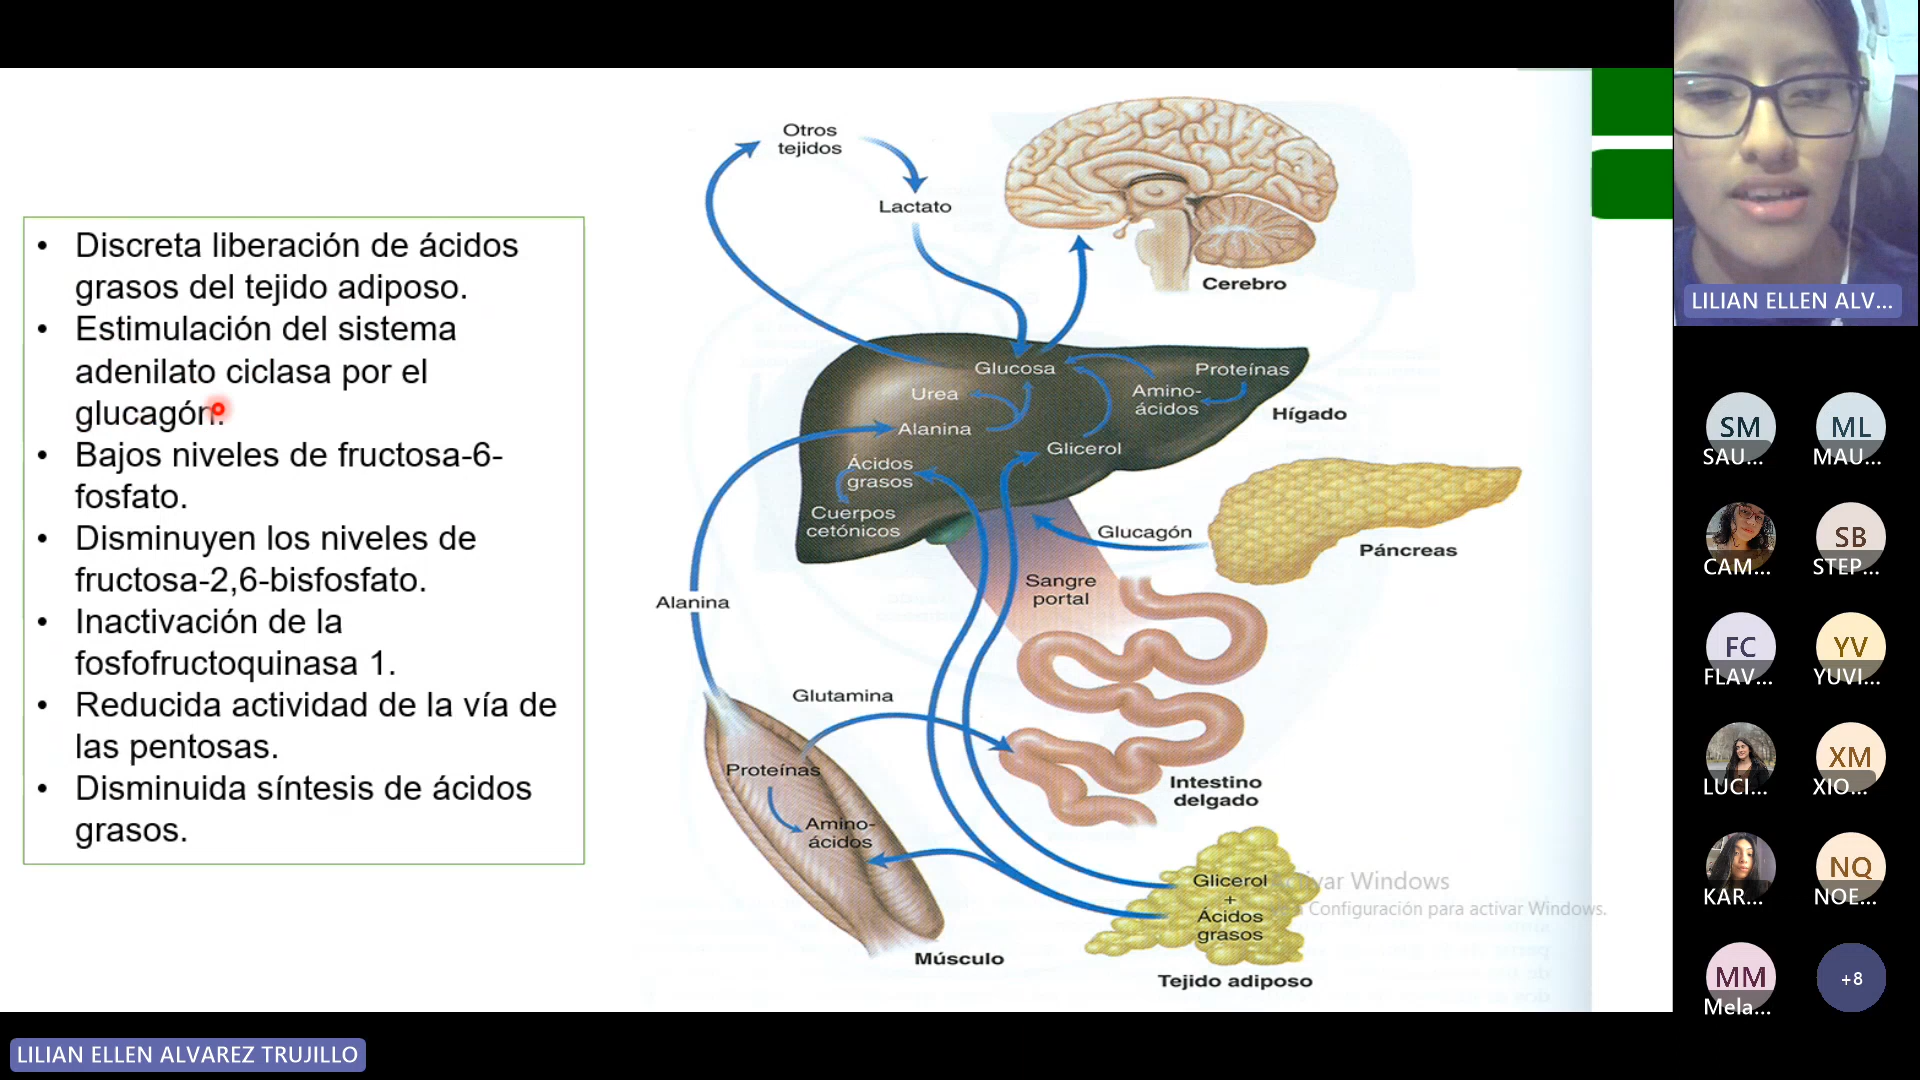 • Discreta liberación de ácidos
grasos del tejido adiposo.
• Estimulación del sistema
adenilato ciclasa por el
glucagón.
• Bajos niveles de fructosa-6-
fosfato.
• Disminuyen los niveles de
fructosa-2,6-bisfosfato.
• Inactivación de la
fosfofructoquinasa 1.
• Reducida actividad de la vía de
las pentosas.
• Disminuida síntesis de ácidos
grasos.
Otros
tejidos
Lactato
Cerebro
Glucosa
Urea
Alanina
Amino-
ácidos
Proteínas
Hígado
Glicerol
Ácidos
grasos
Cuerpos
cetónicos
Glucagón
Páncreas
Sangre
portal
Alanina
Glutamina
Proteínas
Amino-
ácidos
Músculo
Intestino
delgado
Glicerol
+
Ácidos
grasos
Tejido adiposo
Windows
Configuración para activar Windows.
LILIAN ELLEN ALV...
SM
SAU...
ML
MAU...
CAM...
SB
STEP...
FC
FLAV...
YV
YUVI...
LUCI...
XM
XIO...
KAR...
NQ
NOE...
MM
Mela...
+8
LILIAN ELLEN ALVAREZ TRUJILLO